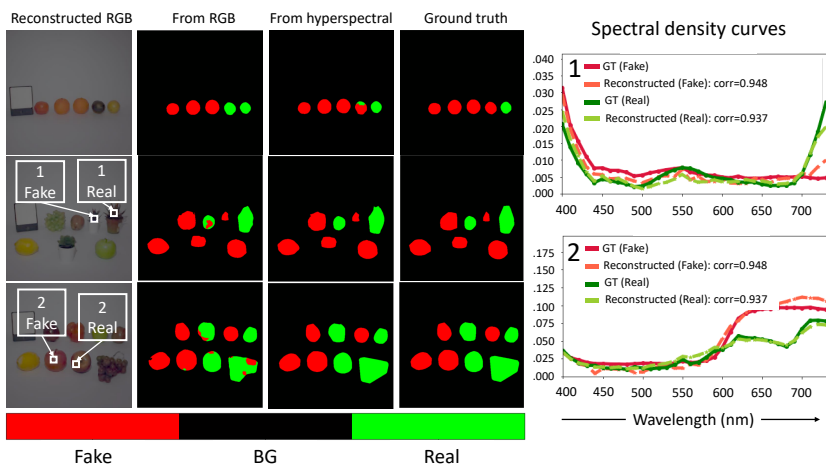 Reconstructed RGB
From RGB
From hyperspectral
Ground truth
Spectral density curves
1
Fake
1
Real
2
Fake
2
Real
Fake
BG
Real
1
GT (Fake)
Reconstructed (Fake): corr=0.948
GT (Real)
Reconstructed (Real): corr=0.937
.040
.035
.030
.025
.020
.015
.010
.005
.000
400 450 500 550 600 650 700
2
GT (Fake)
Reconstructed (Fake): corr=0.948
GT (Real)
Reconstructed (Real): corr=0.937
.175
.150
.125
.100
.050
.025
.000
400 450 500 550 600 650 700
Wavelength (nm)